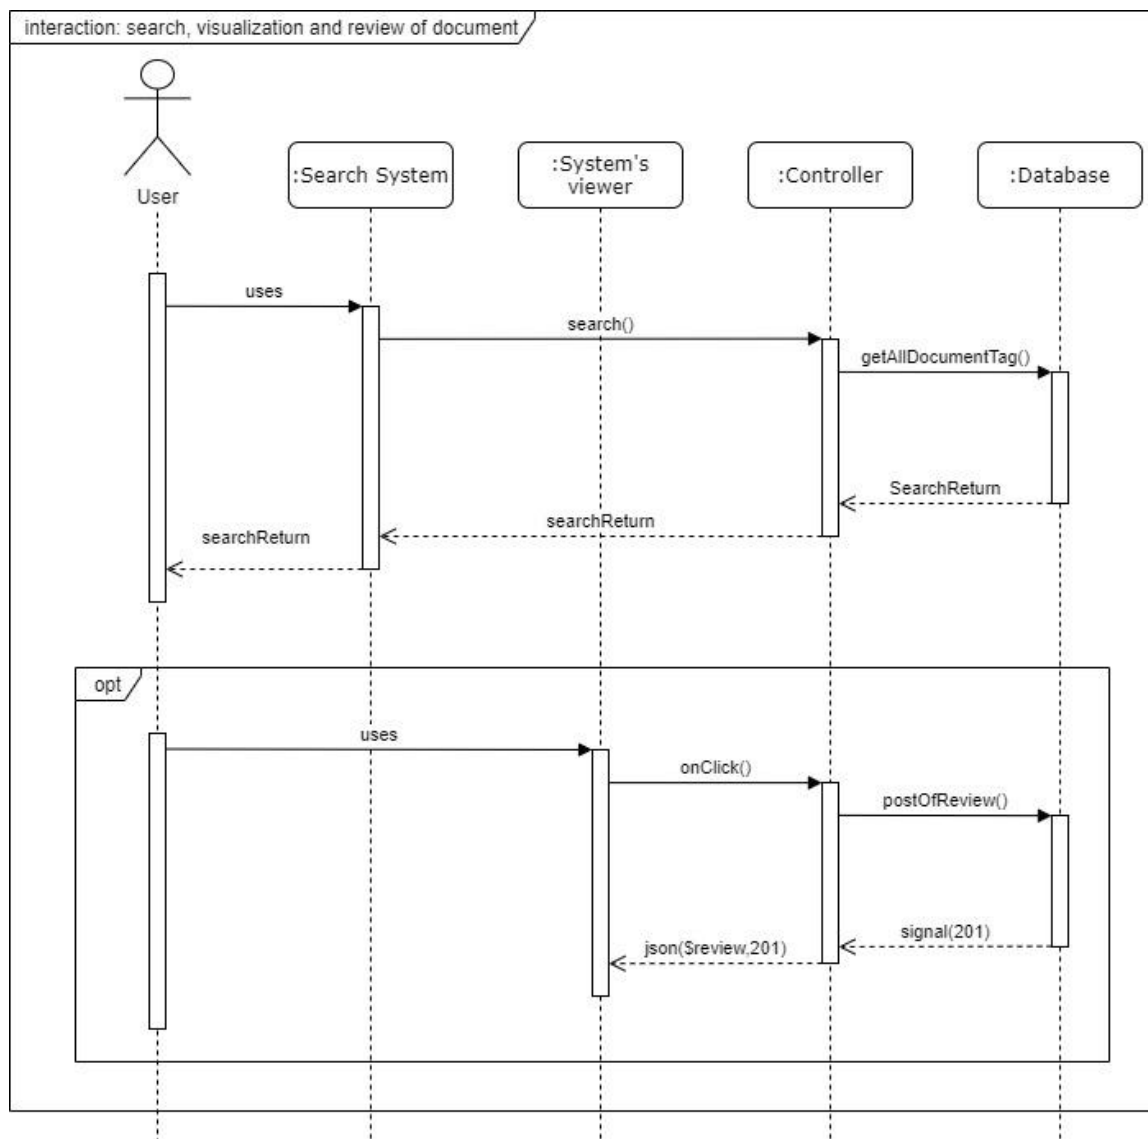 interaction: search, visualization and review of document
User
:Search System
:System's
viewer
:Controller
:Database
uses
search()
getAllDocumentTag()
SearchReturn
searchReturn
searchReturn
opt
uses
onClick()
postOfReview()
signal(201)
json($review,201)